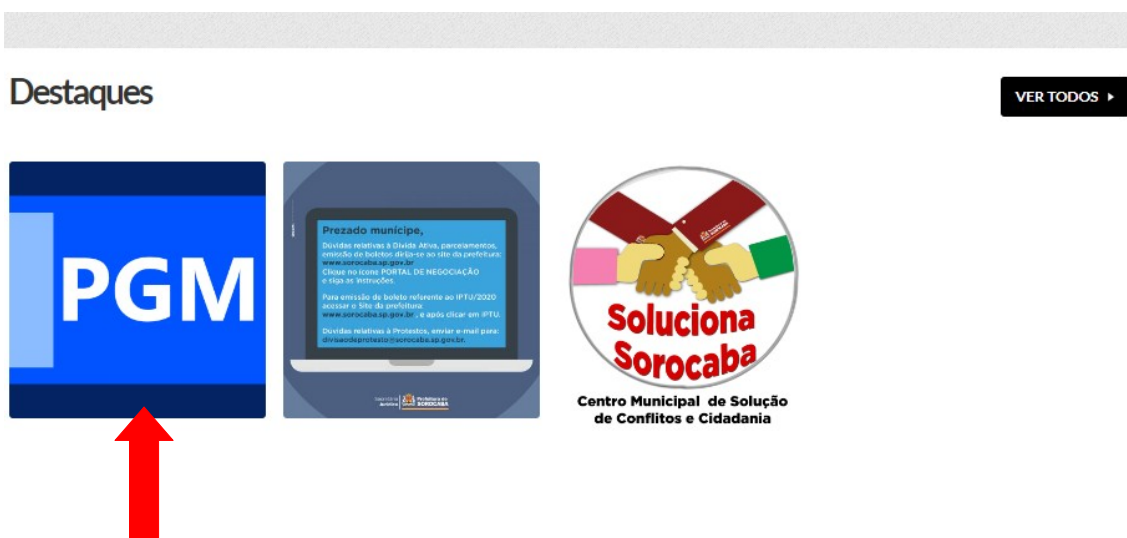 Destaques
VER TODOS
PGM
Prezado munícipe,
Dúvidas relativas à Dívida Ativa, parcelamentos,
emissão de boletos dirija-se ao site da prefeitura:
www.sorocaba.sp.gov.br
Clique no ícone PORTAL DE NEGOCIAÇÃO
e siga as instruções.
Para emissão de boleto referente ao IPTU/2020
acessar o Site da prefeitura:
www.sorocaba.sp.gov.br , e após clicar em IPTU.
Dúvidas relativas à Protestos, enviar e-mail para:
divisaodeprotesto@sorocaba.sp.gov.br.
Prefeitura de
SOROCABA
Soluciona
Sorocaba
Centro Municipal de Solução
de Conflitos e Cidadania